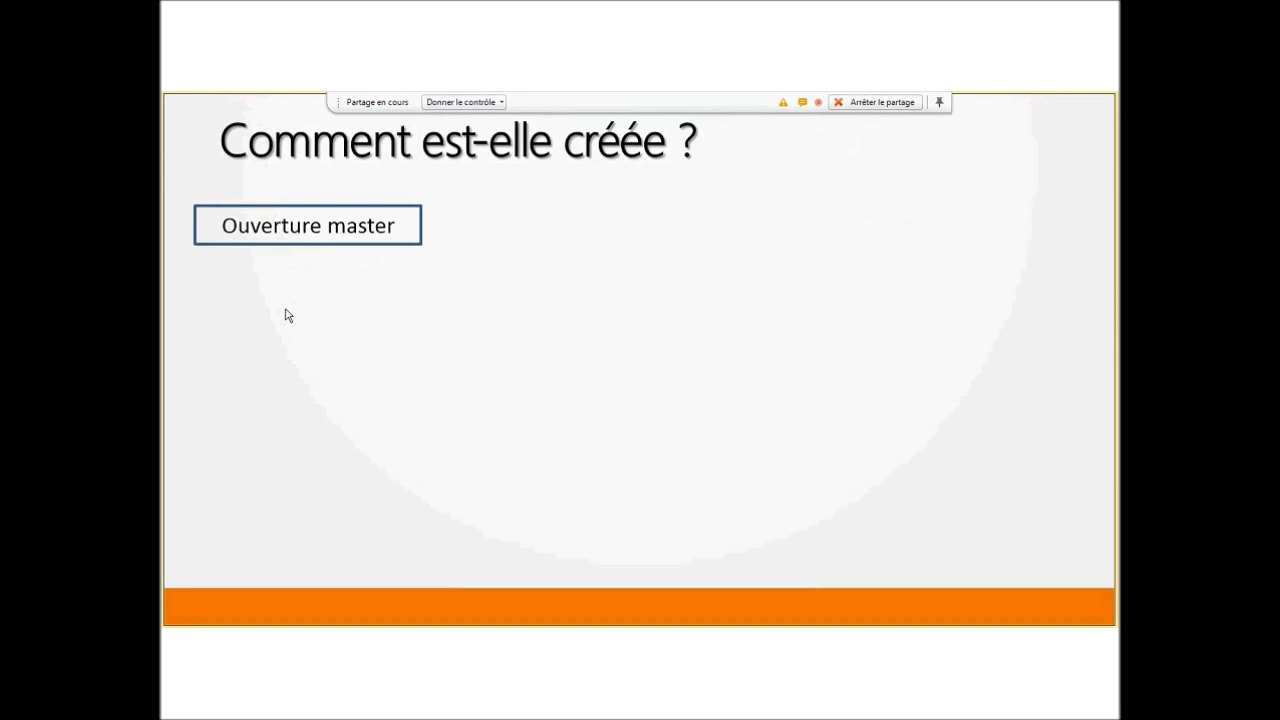 Partage en cours Donner le contrôle Arrêter le partage
Comment est-elle créée ?
Ouverture master